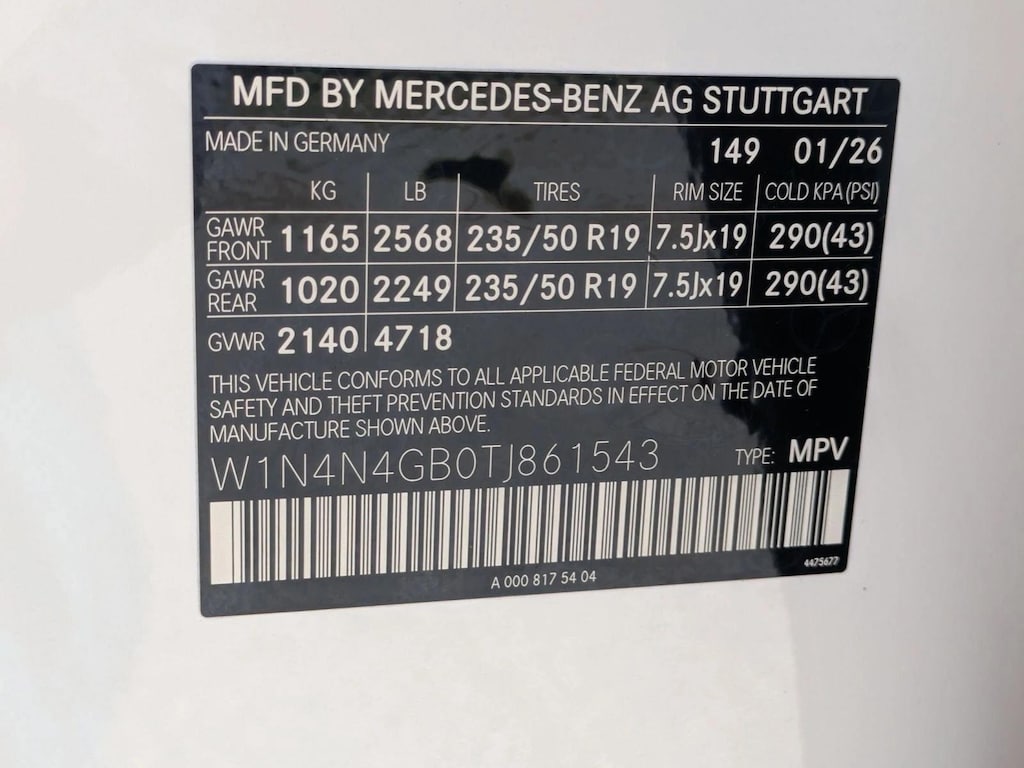 MFD BY MERCEDES-BENZ AG STUTTGART
MADE IN GERMANY 149 01/26
KG LB TIRES RIM SIZE COLD KPA (PSI)
GAWR FRONT 1165 2568 235/50 R19 7.5Jx19 290(43)
GAWR REAR 1020 2249 235/50 R19 7.5Jx19 290(43)
GVWR 2140 4718
THIS VEHICLE CONFORMS TO ALL APPLICABLE FEDERAL MOTOR VEHICLE
SAFETY AND THEFT PREVENTION STANDARDS IN EFFECT ON THE DATE OF
MANUFACTURE SHOWN ABOVE.
W1N4N4GB0TJ861543 TYPE: MPV
A 000 817 54 04 4475677